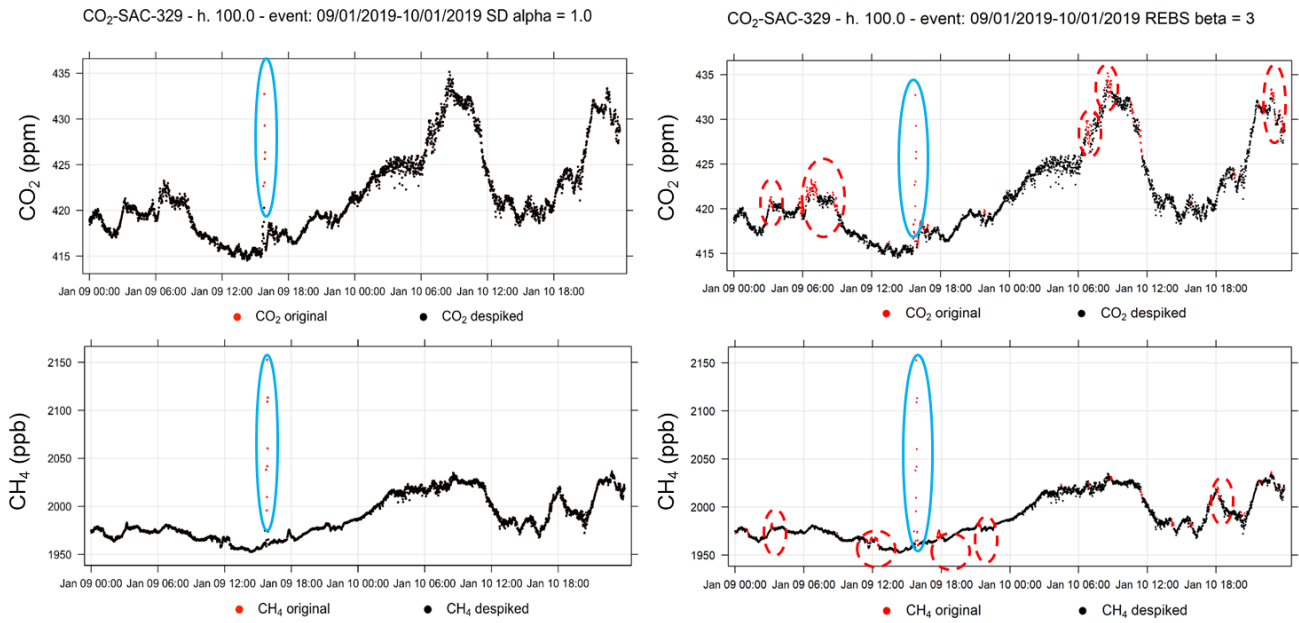 CO₂-SAC-329 - h. 100.0 - event: 09/01/2019-10/01/2019 SD alpha = 1.0
435
430
425
420
415
CO₂ (ppm)
Jan 09 00:00 Jan 09 06:00 Jan 09 12:00 Jan 09 18:00 Jan 10 00:00 Jan 10 06:00 Jan 10 12:00 Jan 10 18:00
CO₂ original CO₂ despiked
CO₂-SAC-329 - h. 100.0 - event: 09/01/2019-10/01/2019 REBS beta = 3
435
430
425
420
415
CO₂ (ppm)
Jan 09 00:00 Jan 09 06:00 Jan 09 12:00 Jan 09 18:00 Jan 10 00:00 Jan 10 06:00 Jan 10 12:00 Jan 10 18:00
CO₂ original CO₂ despiked
2150
2100
2050
2000
1950
CH₄ (ppb)
Jan 09 00:00 Jan 09 06:00 Jan 09 12:00 Jan 09 18:00 Jan 10 00:00 Jan 10 06:00 Jan 10 12:00 Jan 10 18:00
CH₄ original CH₄ despiked
2150
2100
2050
2000
1950
CH₄ (ppb)
Jan 09 00:00 Jan 09 06:00 Jan 09 12:00 Jan 09 18:00 Jan 10 00:00 Jan 10 06:00 Jan 10 12:00 Jan 10 18:00
CH₄ original CH₄ despiked